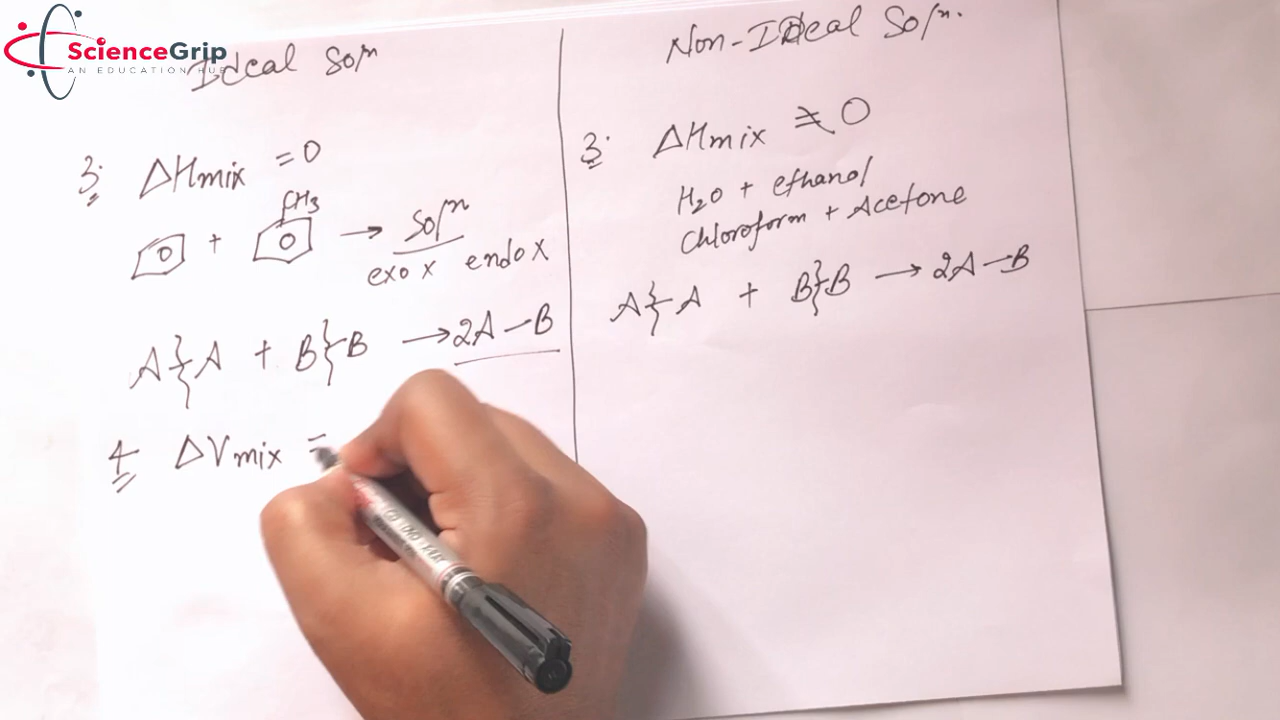 ScienceGrip
AN EDUCATION HUB
Ideal Soln
3: ΔHmix = 0
CH3
+ → Soln
exo x endo x
A } A + B } B → 2A—B
4 ΔVmix =
Non-Ideal Soln.
3: ΔHmix ≠ 0
H2O + ethanol
Chloroform + Acetone
A } A + B } B → 2A—B